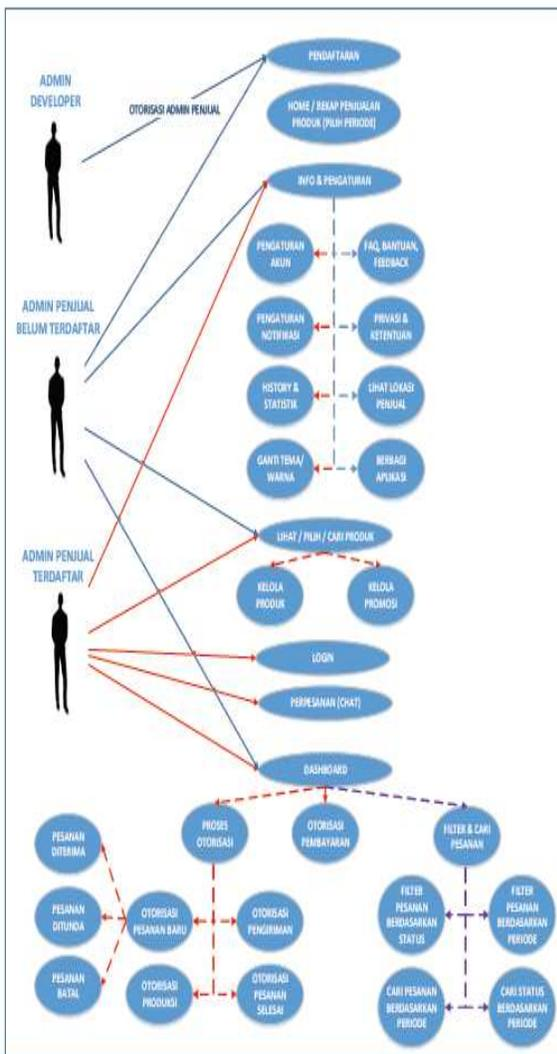 PENDAFTARAN
ADMIN
DEVELOPER
OTORISASI ADMIN PENJUAL
HOME / REKAP PENJUALAN
PRODUK (PILIH PERIODE)
INFO & PENGATURAN
PENGATURAN
AKUN
FAQ, BANTUAN,
FEEDBACK
ADMIN PENJUAL
BELUM TERDAFTAR
PENGATURAN
NOTIFIKASI
PRIVASI &
KETENTUAN
HISTORY &
STATISTIK
LIHAT LOKASI
PENJUAL
GANTI TEMA/
WARNA
BERBAGI
APLIKASI
LIHAT / PILIH / CARI PRODUK
ADMIN PENJUAL
TERDAFTAR
KELOLA
PRODUK
KELOLA
PROMOSI
LOGIN
PERPESANAN (CHAT)
DASHBOARD
PROSES
OTORISASI
OTORISASI
PEMBAYARAN
FILTER & CARI
PESANAN
PESANAN
DITERIMA
PESANAN
DITUNDA
PESANAN
BATAL
OTORISASI
PESANAN BARU
OTORISASI
PENGIRIMAN
OTORISASI
PRODUKSI
OTORISASI
PESANAN
SELESAI
FILTER
PESANAN
BERDASARKAN
STATUS
FILTER
PESANAN
BERDASARKAN
PERIODE
CARI PESANAN
BERDASARKAN
PERIODE
CARI STATUS
BERDASARKAN
PERIODE